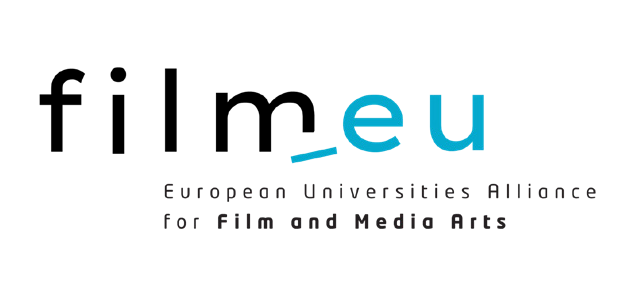 filmeu
European Universities Alliance
for Film and Media Arts